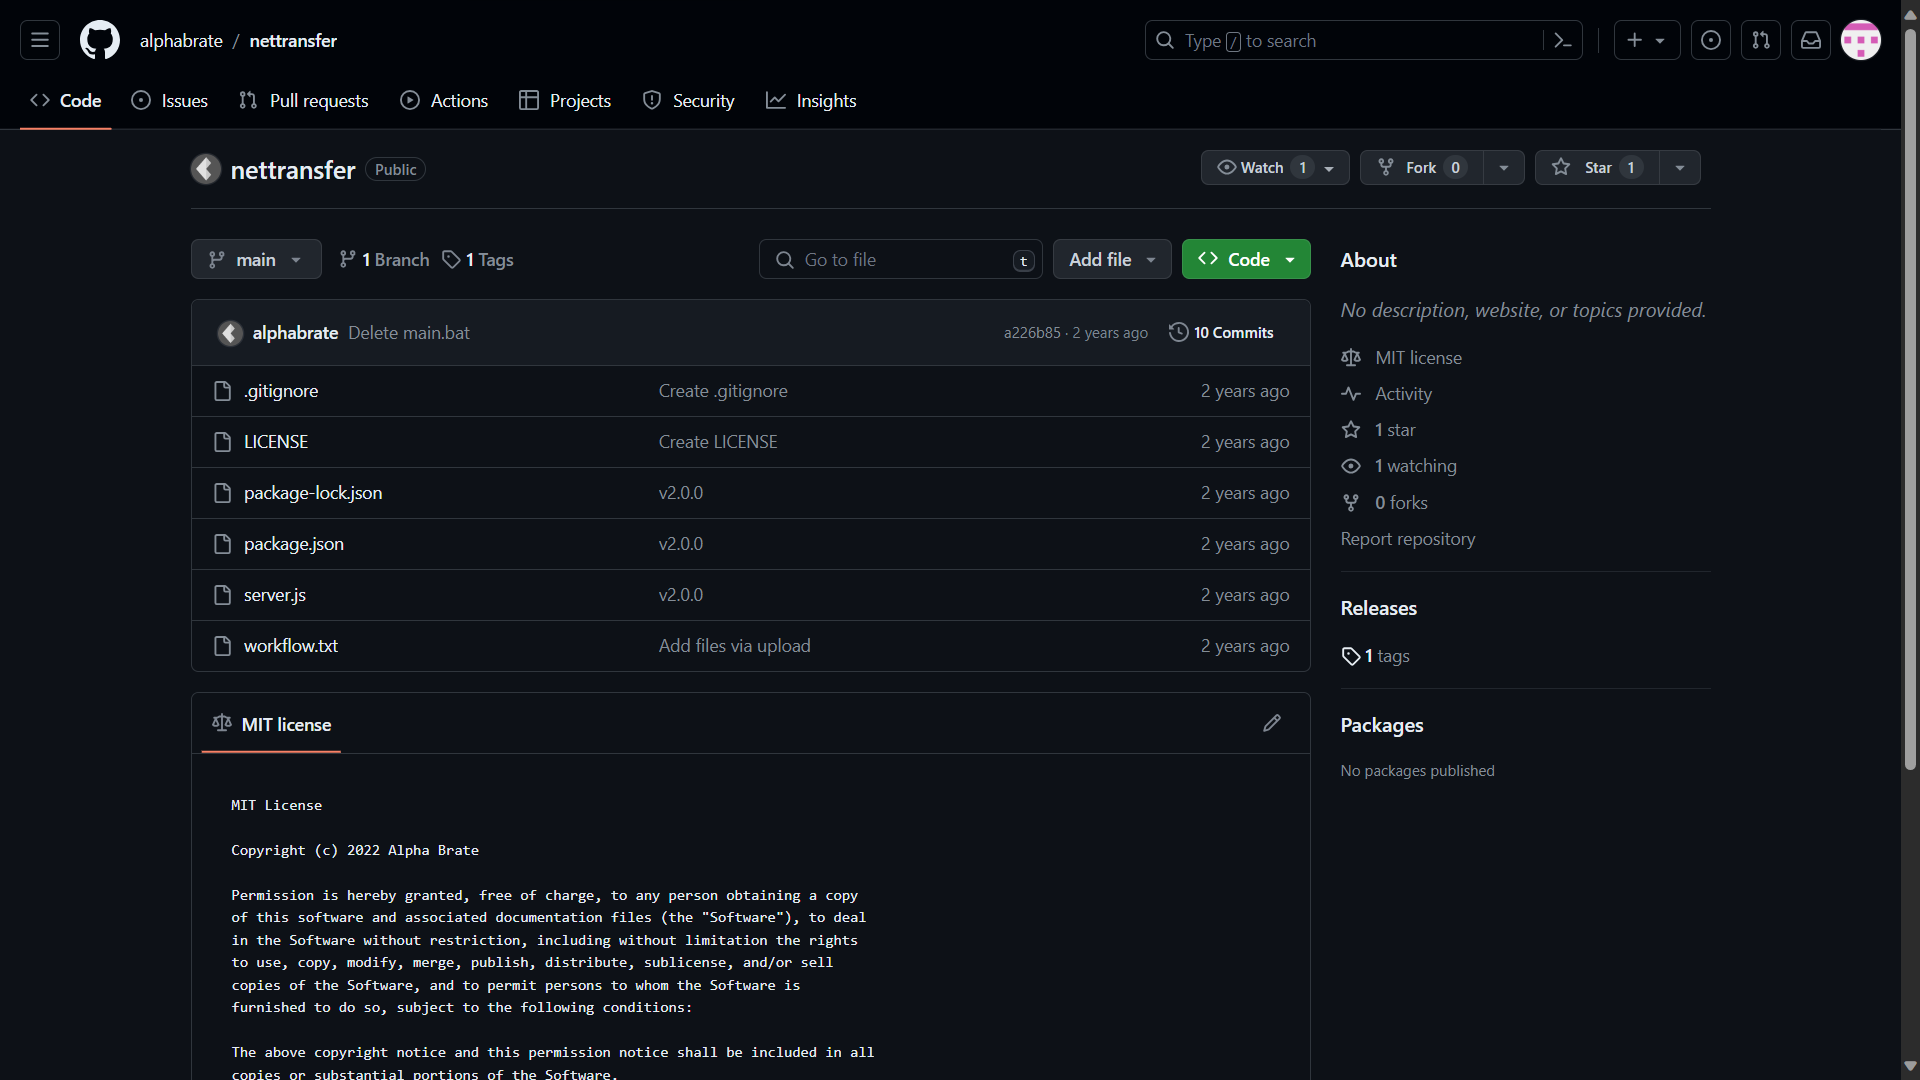 alphabrate / nettransfer
Type / to search
Code Issues Pull requests Actions Projects Security Insights
nettransfer Public
Watch 1 Fork 0 Star 1
main 1 Branch 1 Tags Go to file t Add file Code
alphabrate Delete main.bat a226b85 · 2 years ago 10 Commits
.gitignore Create .gitignore 2 years ago
LICENSE Create LICENSE 2 years ago
package-lock.json v2.0.0 2 years ago
package.json v2.0.0 2 years ago
server.js v2.0.0 2 years ago
workflow.txt Add files via upload 2 years ago
MIT license
MIT License
Copyright (c) 2022 Alpha Brate
Permission is hereby granted, free of charge, to any person obtaining a copy
of this software and associated documentation files (the "Software"), to deal
in the Software without restriction, including without limitation the rights
to use, copy, modify, merge, publish, distribute, sublicense, and/or sell
copies of the Software, and to permit persons to whom the Software is
furnished to do so, subject to the following conditions:
The above copyright notice and this permission notice shall be included in all
copies or substantial portions of the Software.
About
No description, website, or topics provided.
MIT license
Activity
1 star
1 watching
0 forks
Report repository
Releases
1 tags
Packages
No packages published